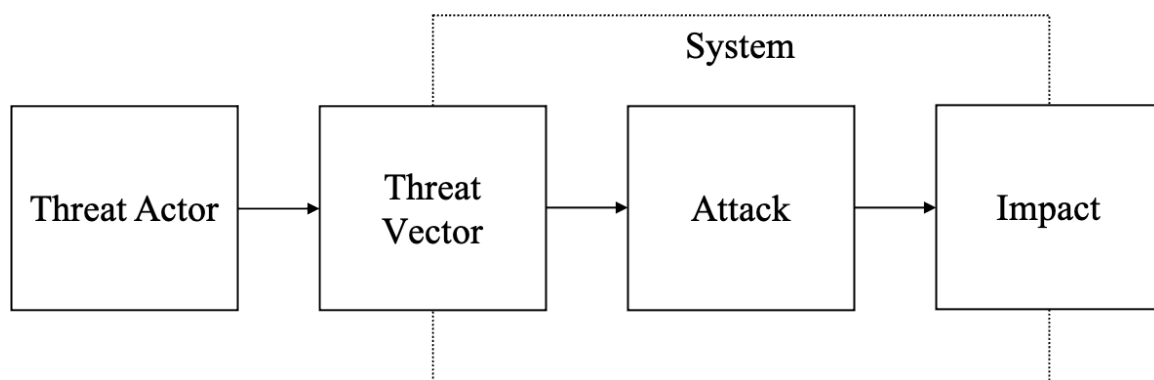 System
Threat Actor
Threat
Vector
Attack
Impact